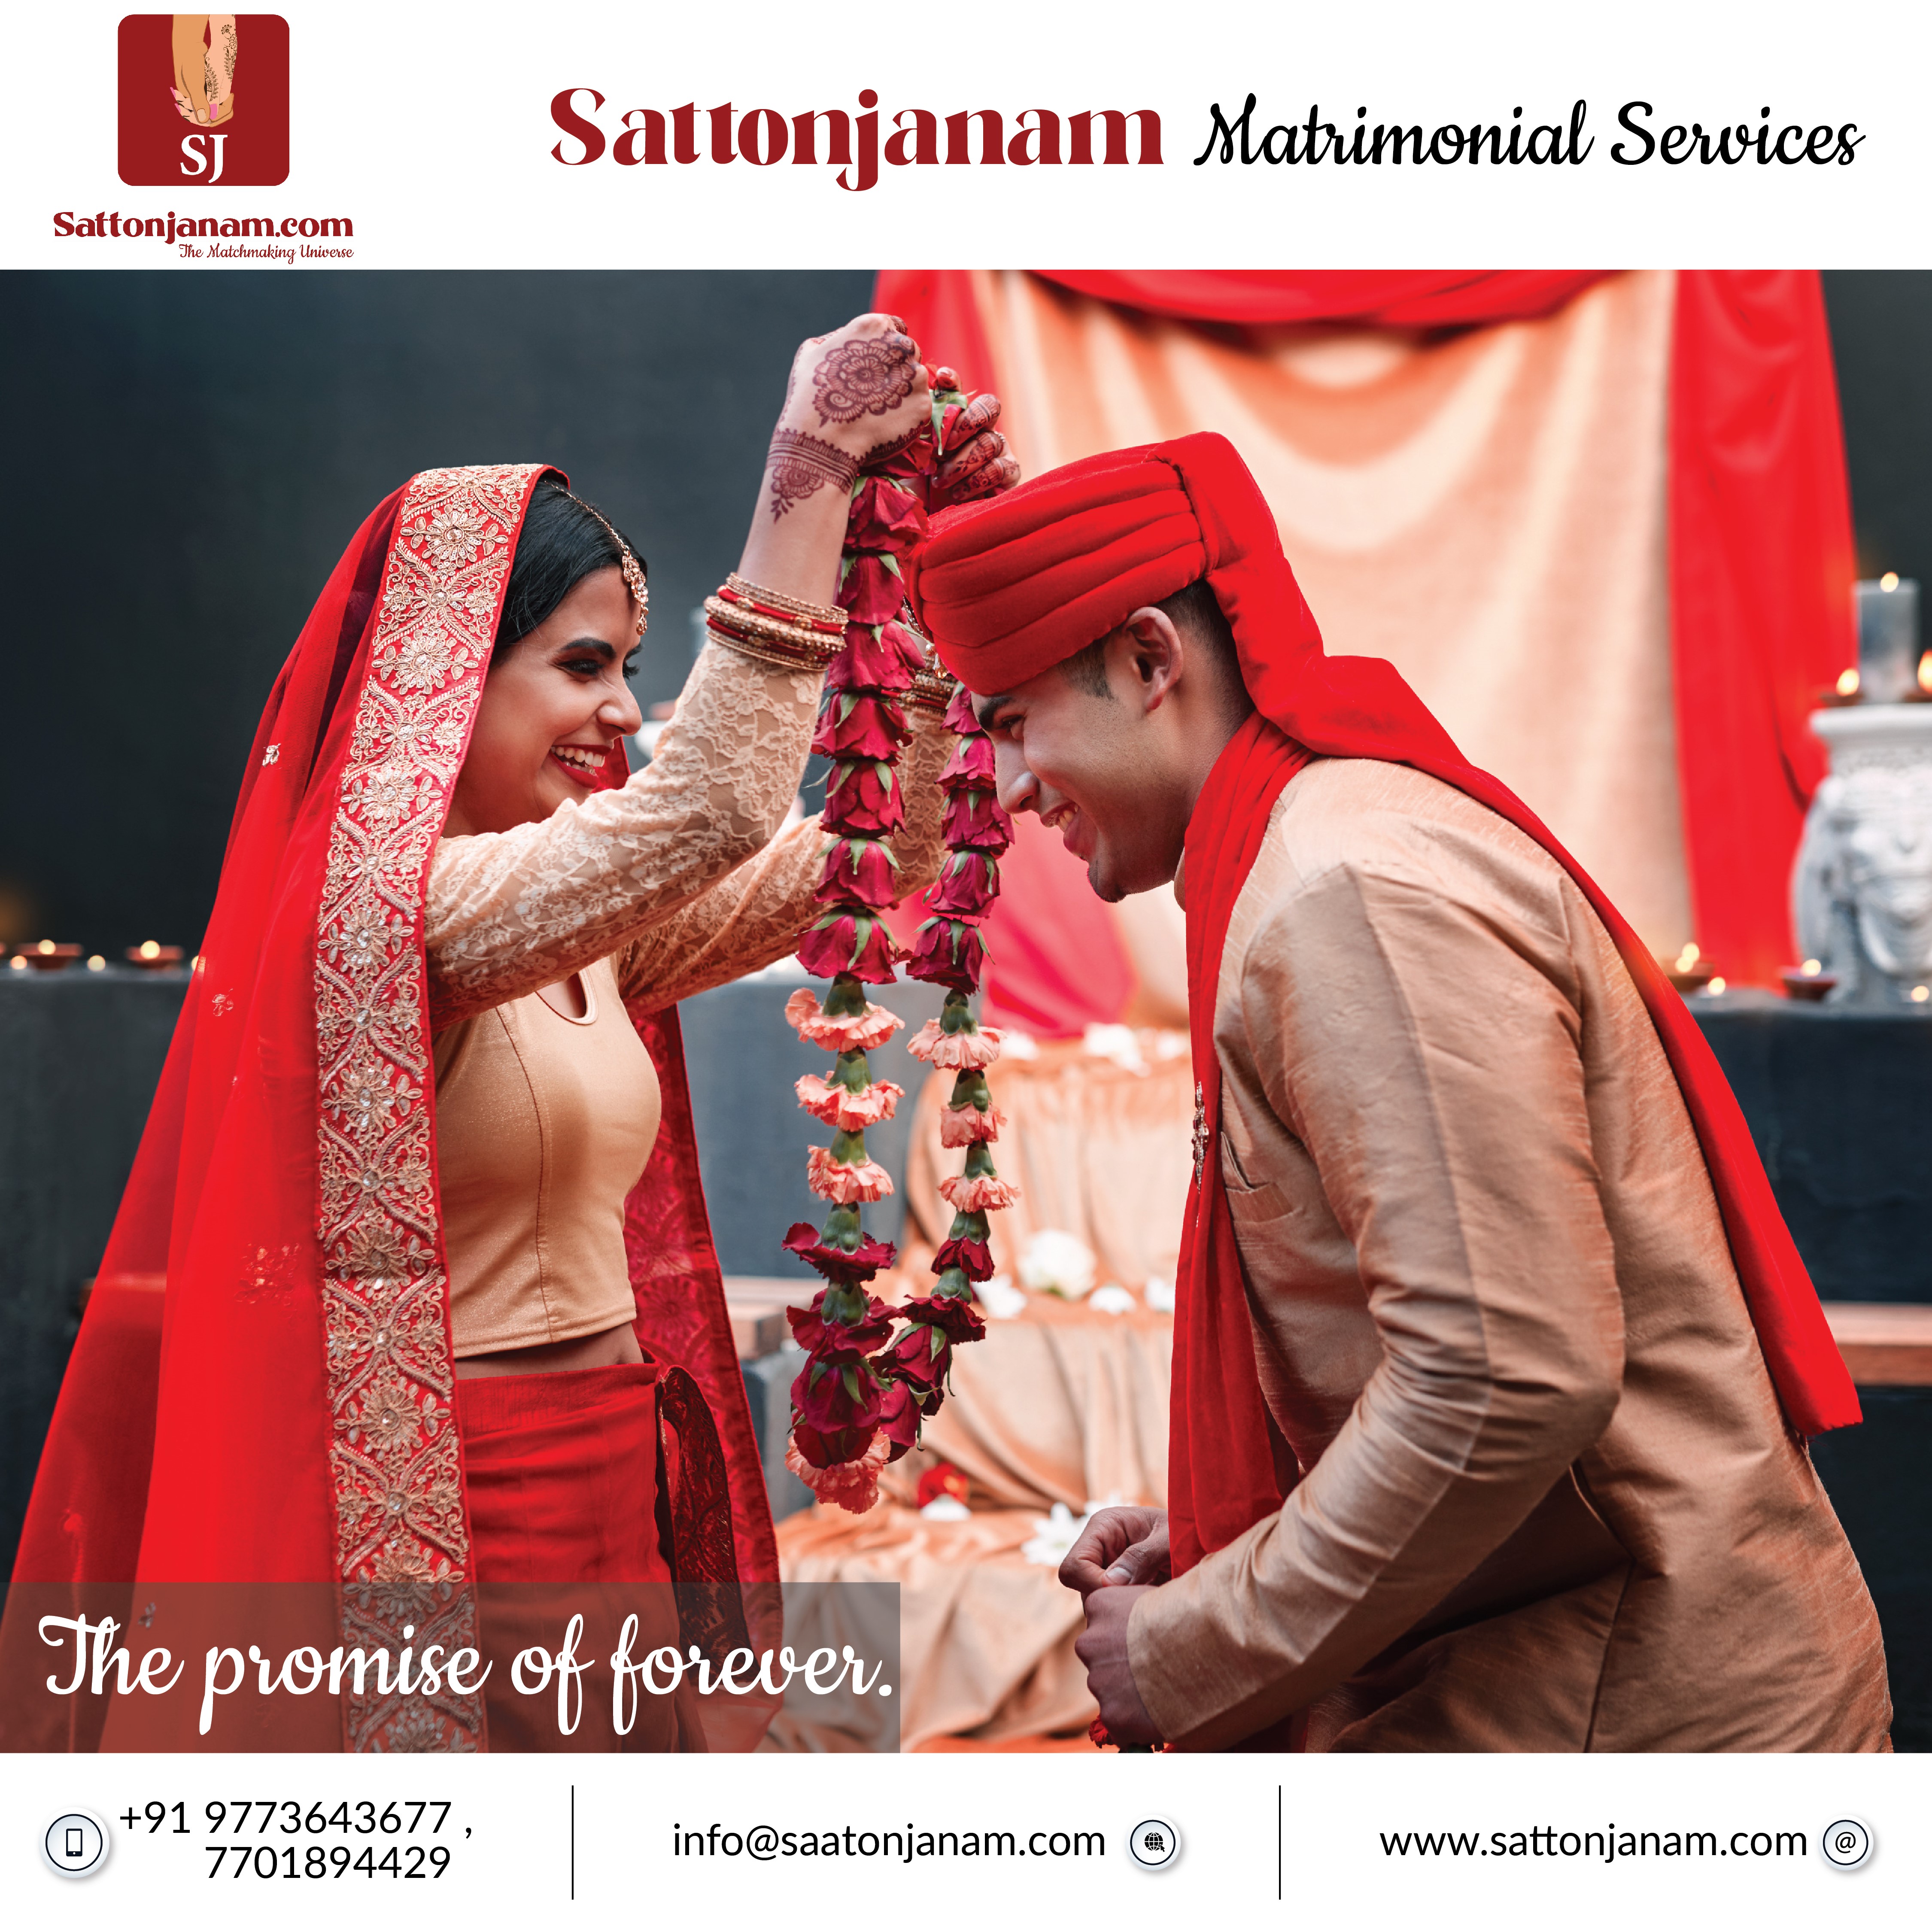 SJ
Sattonjanam.com
The Matchmaking Universe
Sattonjanam Matrimonial Services
The promise of forever.
+91 9773643677 ,
7701894429
info@saatonjanam.com
www.sattonjanam.com
@